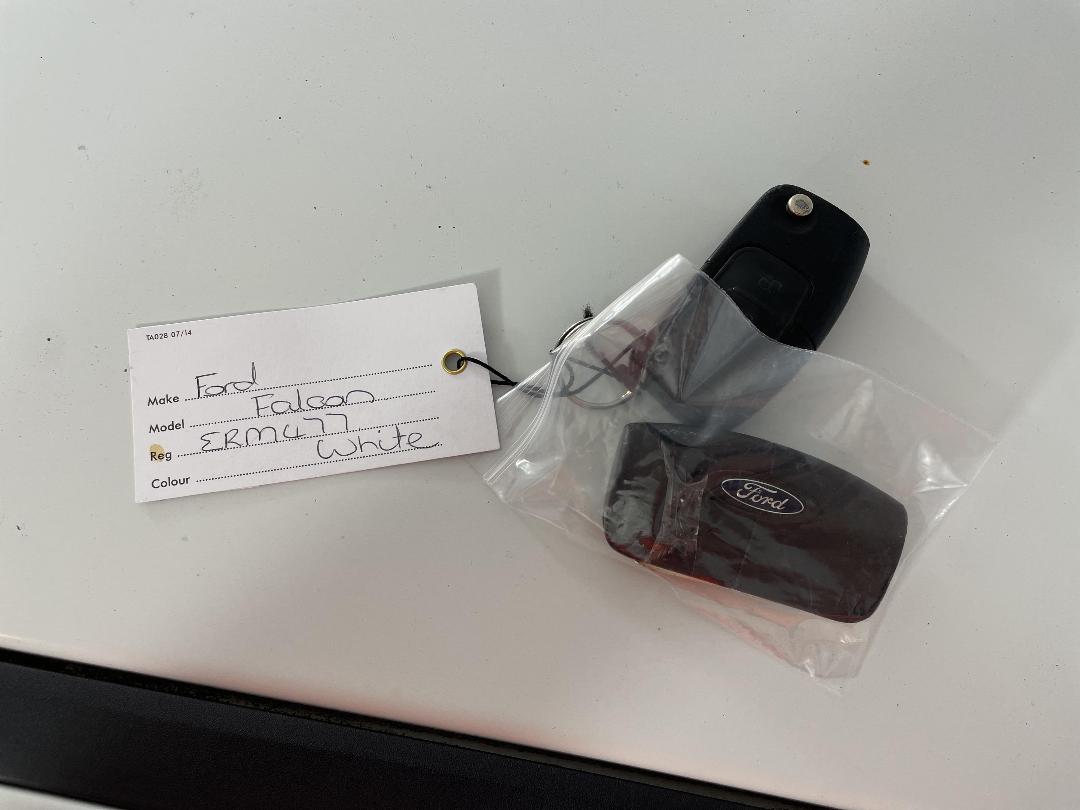 TA028 07/14
Make Ford
Model Falcon
Reg ERM477
Colour White
Ford